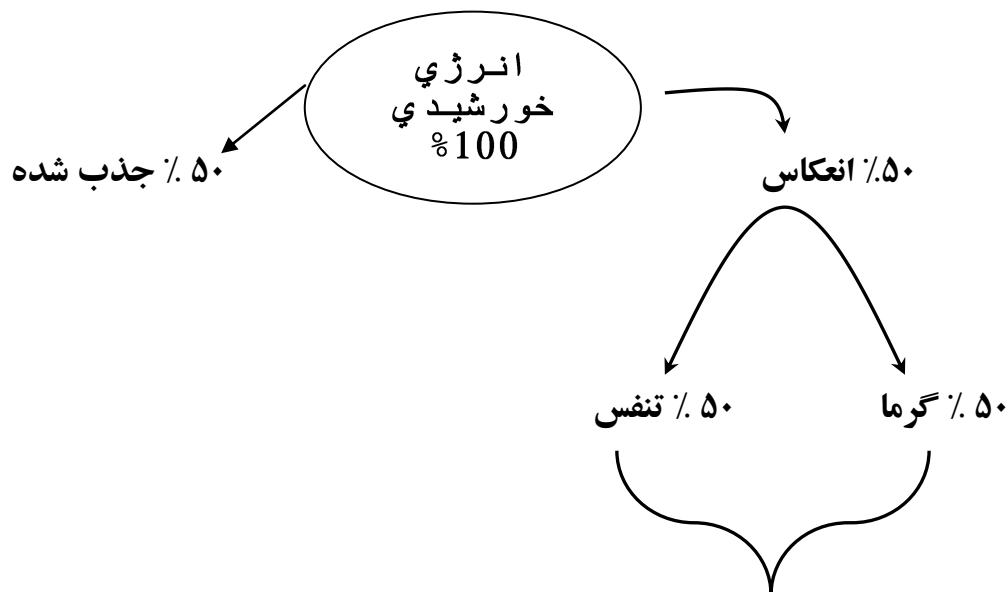 انرژي
خورشيدي
%100
۵۰٪ انعکاس
۵۰ ٪ جذب شده
۵۰ ٪ گرما
۵۰ ٪ تنفس